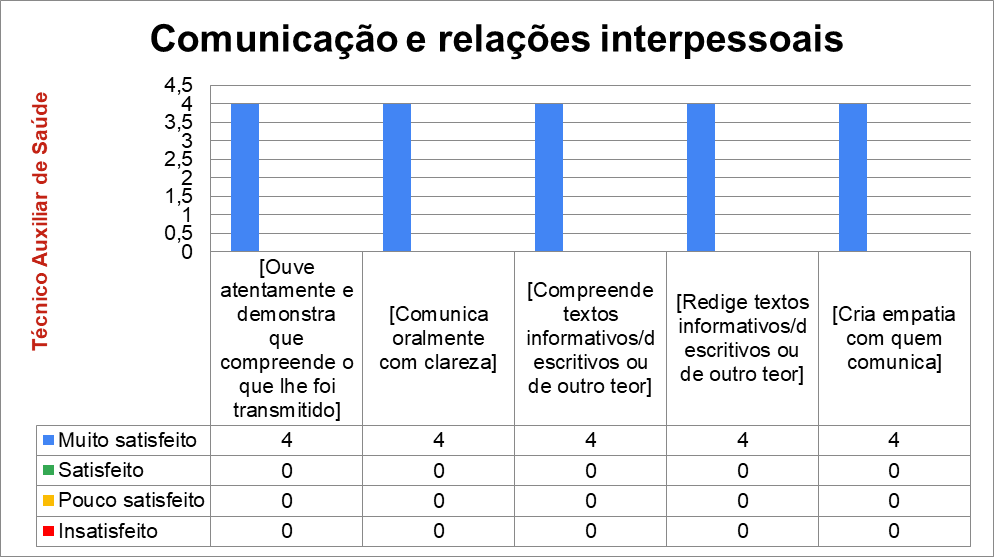 Comunicação e relações interpessoais
Técnico Auxiliar de Saúde
4,5
4
3,5
3
2,5
2
1,5
1
0,5
0
[Ouve
atentamente e
demonstra
que
compreende o
que lhe foi
transmitido]
[Comunica
oralmente
com clareza]
[Compreende
textos
informativos/d
escritivos ou
de outro teor]
[Redige textos
informativos/d
escritivos ou
de outro teor]
[Cria empatia
com quem
comunica]
Muito satisfeito 4 4 4 4 4
Satisfeito 0 0 0 0 0
Pouco satisfeito 0 0 0 0 0
Insatisfeito 0 0 0 0 0